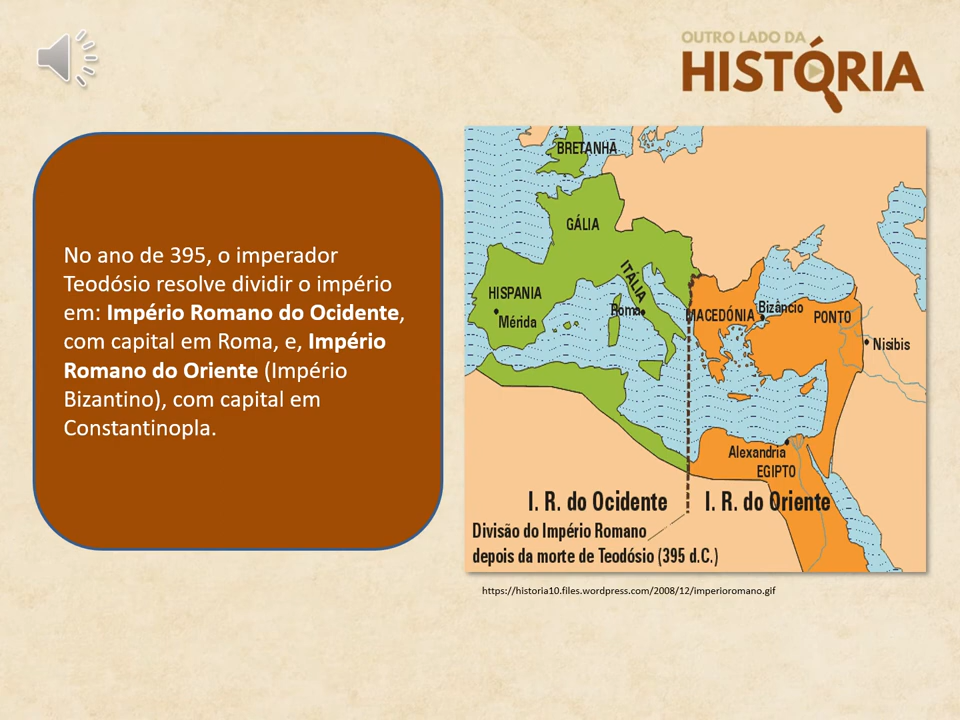 OUTRO LADO DA
HISTÓRIA
No ano de 395, o imperador
Teodósio resolve dividir o império
em: Império Romano do Ocidente,
com capital em Roma, e, Império
Romano do Oriente (Império
Bizantino), com capital em
Constantinopla.
BRETANHA
GÁLIA
ITÁLIA
HISPANIA
Mérida
Roma
MACEDÓNIA
Bizâncio
PONTO
Nisibis
Alexandria
EGIPTO
I. R. do Ocidente
I. R. do Oriente
Divisão do Império Romano
depois da morte de Teodósio (395 d.C.)
https://historia10.files.wordpress.com/2008/12/imperioromano.gif